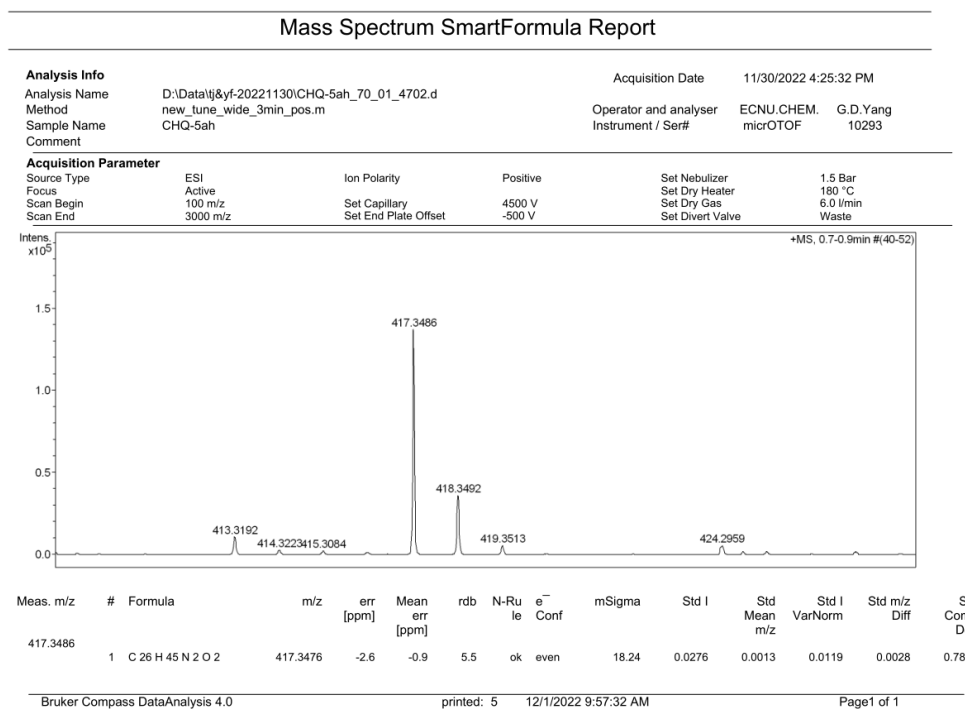 Mass Spectrum SmartFormula Report
Analysis Info Acquisition Date 11/30/2022 4:25:32 PM
Analysis Name D:\Data\tj&yf-20221130\CHQ-5ah_70_01_4702.d
Method new_tune_wide_3min_pos.m Operator and analyser ECNU.CHEM. G.D.Yang
Sample Name CHQ-5ah Instrument / Ser# micrOTOF 10293
Comment
Acquisition Parameter
Source Type ESI Ion Polarity Positive Set Nebulizer 1.5 Bar
Focus Active Set Dry Heater 180 °C
Scan Begin 100 m/z Set Capillary 4500 V Set Dry Gas 6.0 l/min
Scan End 3000 m/z Set End Plate Offset -500 V Set Divert Valve Waste
Intens.
x10⁵
+MS, 0.7-0.9min #(40-52)
1.5
417.3486
1.0
0.5
418.3492
413.3192
414.3223
415.3084
419.3513
424.2959
0.0
Meas. m/z # Formula m/z err rdb N-Ru e⁻ mSigma Std I Std Std I Std m/z S
[ppm] Mean err [ppm] le Conf Mean m/z VarNorm Diff Con D
417.3486
1 C 26 H 45 N 2 O 2 417.3476 -2.6 -0.9 5.5 ok even 18.24 0.0276 0.0013 0.0119 0.0028 0.78
Bruker Compass DataAnalysis 4.0 printed: 5 12/1/2022 9:57:32 AM Page1 of 1